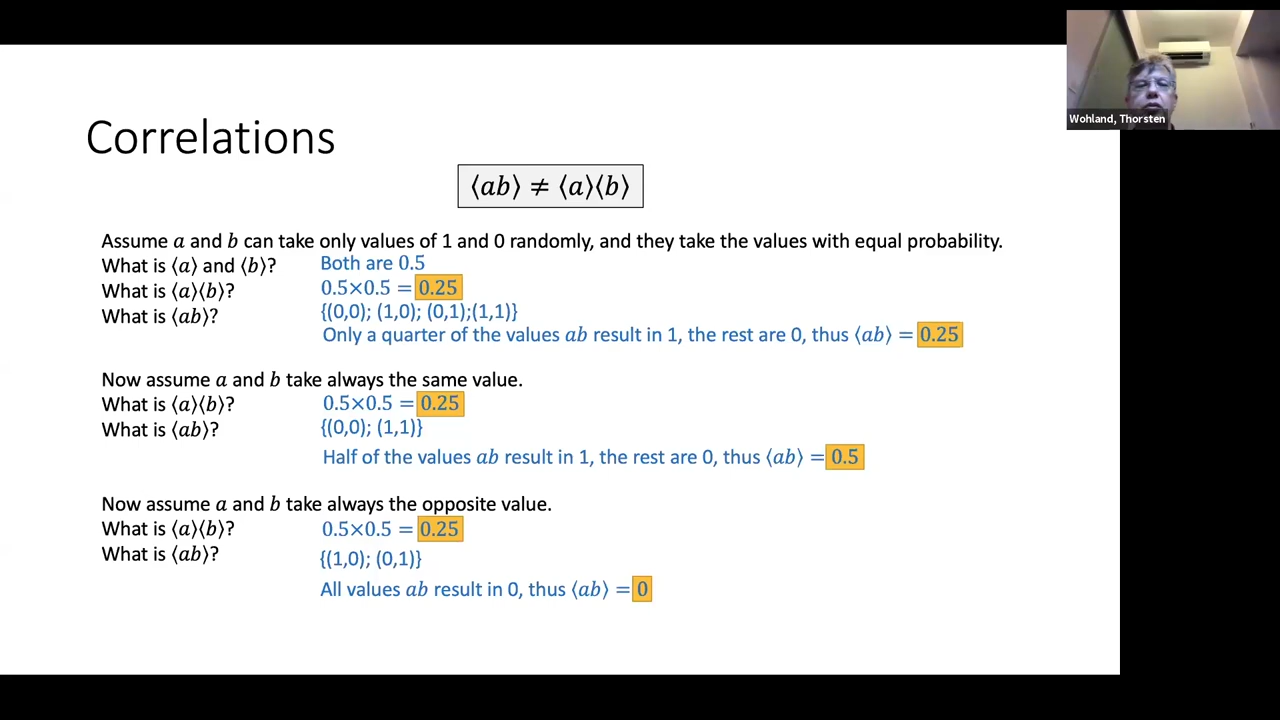 Wohland, Thorsten
Correlations
⟨ab⟩ ≠ ⟨a⟩⟨b⟩
Assume a and b can take only values of 1 and 0 randomly, and they take the values with equal probability.
What is ⟨a⟩ and ⟨b⟩? Both are 0.5
What is ⟨a⟩⟨b⟩? 0.5×0.5 = 0.25
What is ⟨ab⟩? {(0,0); (1,0); (0,1);(1,1)}
Only a quarter of the values ab result in 1, the rest are 0, thus ⟨ab⟩ = 0.25
Now assume a and b take always the same value.
What is ⟨a⟩⟨b⟩? 0.5×0.5 = 0.25
What is ⟨ab⟩? {(0,0); (1,1)}
Half of the values ab result in 1, the rest are 0, thus ⟨ab⟩ = 0.5
Now assume a and b take always the opposite value.
What is ⟨a⟩⟨b⟩? 0.5×0.5 = 0.25
What is ⟨ab⟩? {(1,0); (0,1)}
All values ab result in 0, thus ⟨ab⟩ = 0